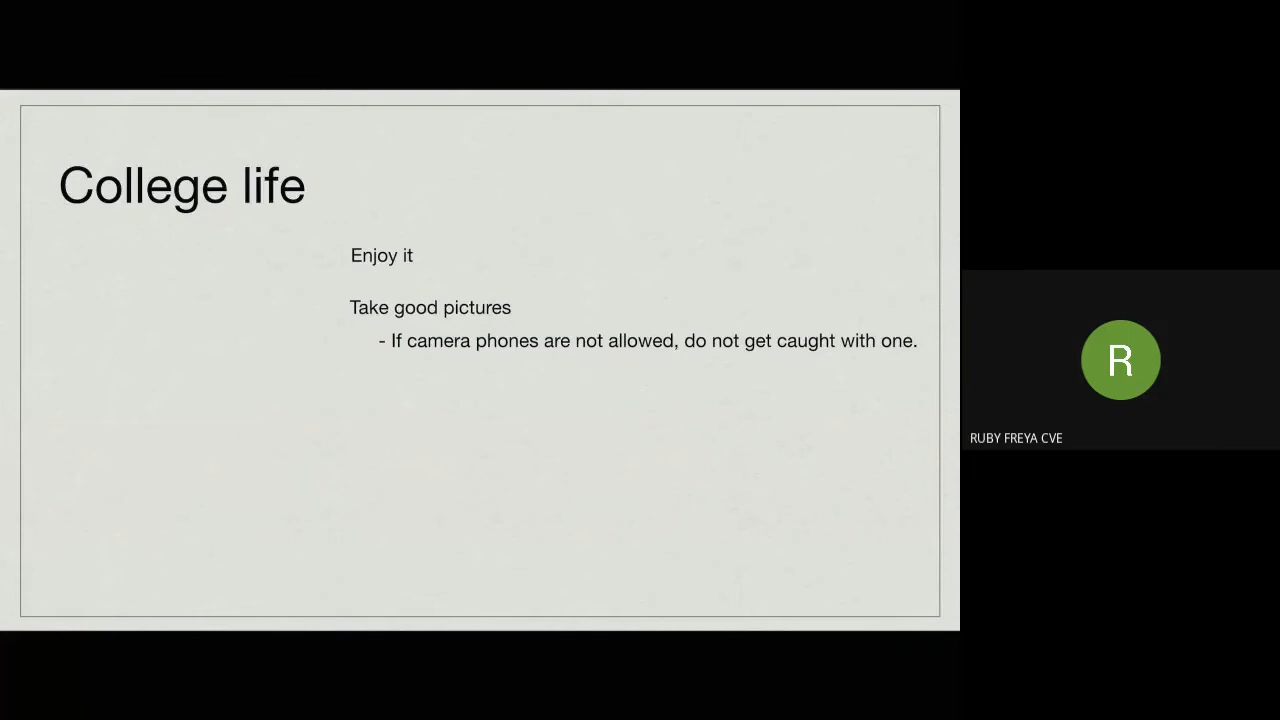 College life
Enjoy it
Take good pictures
- If camera phones are not allowed, do not get caught with one.
R
RUBY FREYA CVE